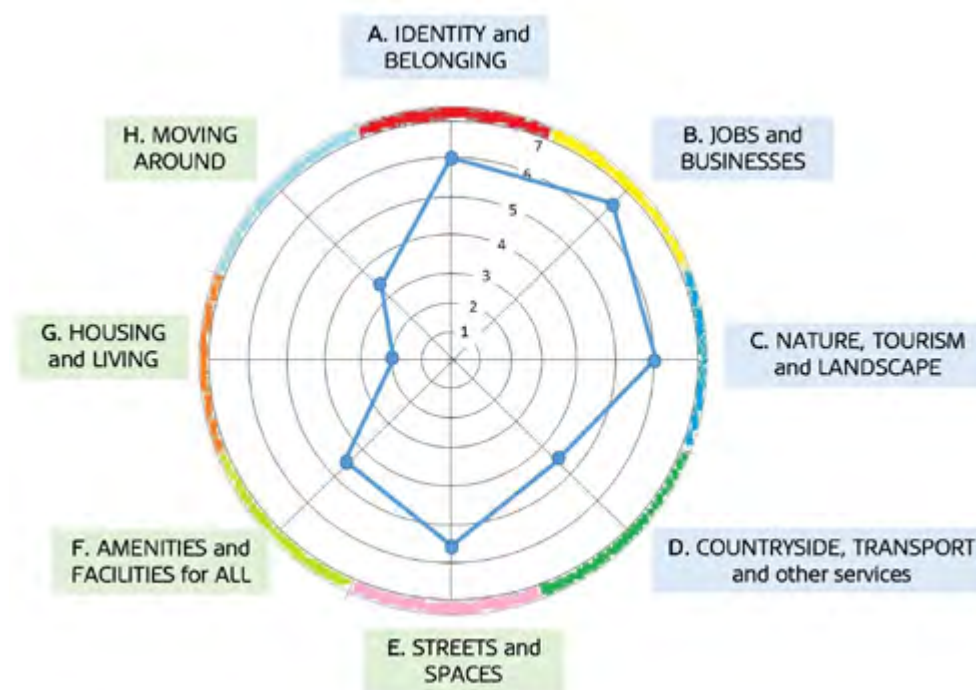 A. IDENTITY and
BELONGING
B. JOBS and
BUSINESSES
C. NATURE, TOURISM
and LANDSCAPE
D. COUNTRYSIDE, TRANSPORT
and other services
E. STREETS and
SPACES
F. AMENITIES and
FACILITIES for ALL
G. HOUSING
and LIVING
H. MOVING
AROUND
7
6
5
4
3
2
1